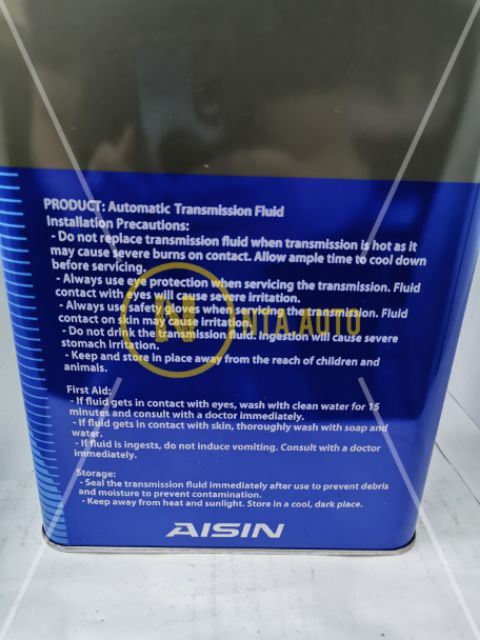 PRODUCT: Automatic Transmission Fluid
Installation Precautions:
- Do not replace transmission fluid when transmission is hot as it
may cause severe burns on contact. Allow ample time to cool down
before servicing.
- Always use eye protection when servicing the transmission. Fluid
contact with eyes will cause severe irritation.
- Always use safety gloves when servicing the transmission. Fluid
contact on skin may cause irritation.
- Do not drink the transmission fluid. Ingestion will cause severe
stomach irritation.
- Keep and store in place away from the reach of children and
animals.
N NTA AUTO
First Aid:
- If fluid gets in contact with eyes, wash with clean water for 15
minutes and consult with a doctor immediately.
- If fluid gets in contact with skin, thoroughly wash with soap and
water.
- If fluid is ingests, do not induce vomiting. Consult with a doctor
immediately.
Storage:
- Seal the transmission fluid immediately after use to prevent debris
and moisture to prevent contamination.
- Keep away from heat and sunlight. Store in a cool, dark place.
AISIN